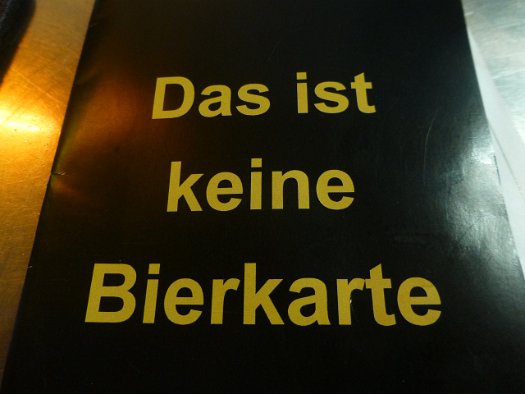 Das ist
keine
Bierkarte